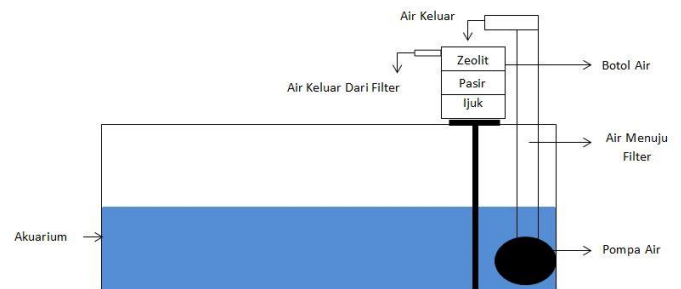 Air Keluar
Zeolit
Botol Air
Pasir
Air Keluar Dari Filter
Ijuk
Air Menuju
Filter
Akuarium
Pompa Air